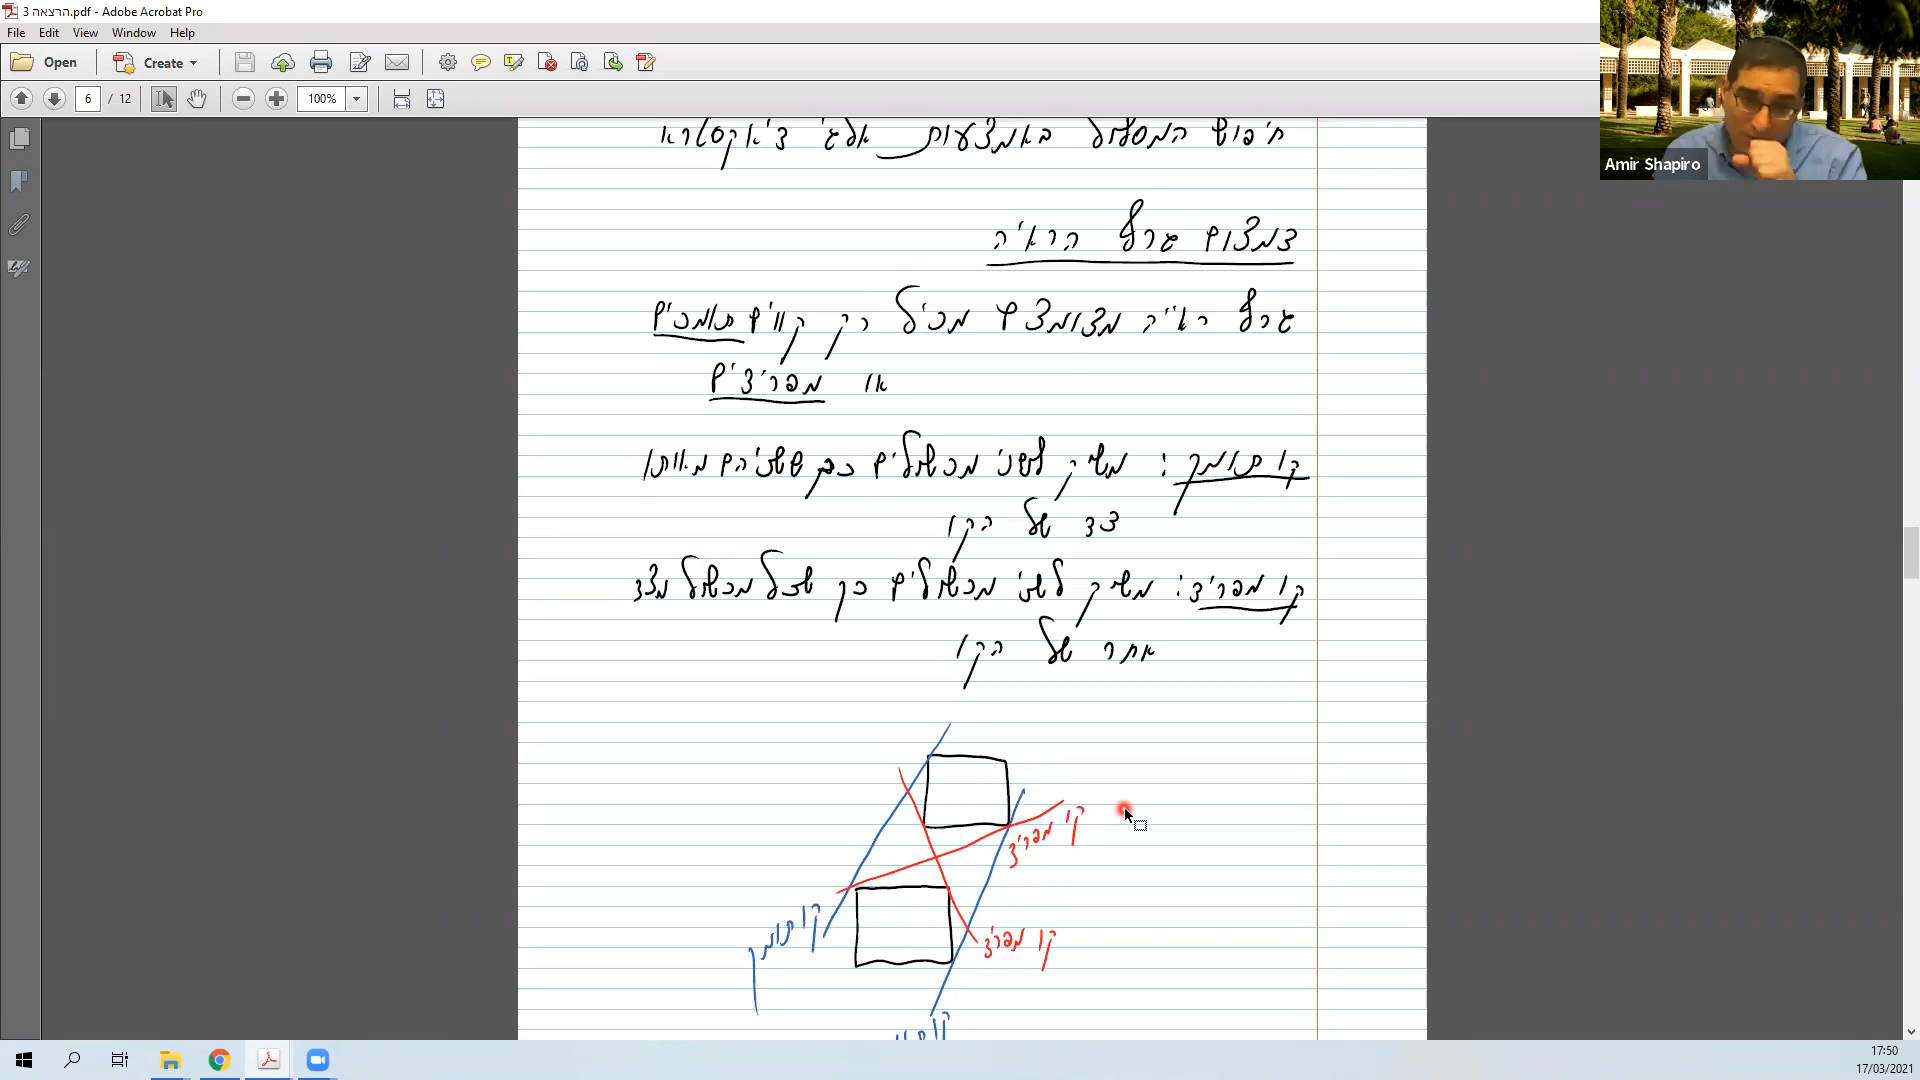 הרצאה 3.pdf - Adobe Acrobat Pro
File Edit View Window Help
Open Create
6 / 12 100%
Amir Shapiro
חיפוש המסלול באמצעות אלג' דיאקסטרא
צמצום גרף הראיה
גרף ראייה מצומצם מכיל רק קווים תומכים
או מפרידים
קו תומך: משיק לשני מכשולים כך ששניהם מאותו
צד של הקו
קו מפריד: משיק לשני מכשולים כך שכל מכשול מצד
אחר של הקו
קו מפריד
קו תומך
קו מפריד
17:50
17/03/2021